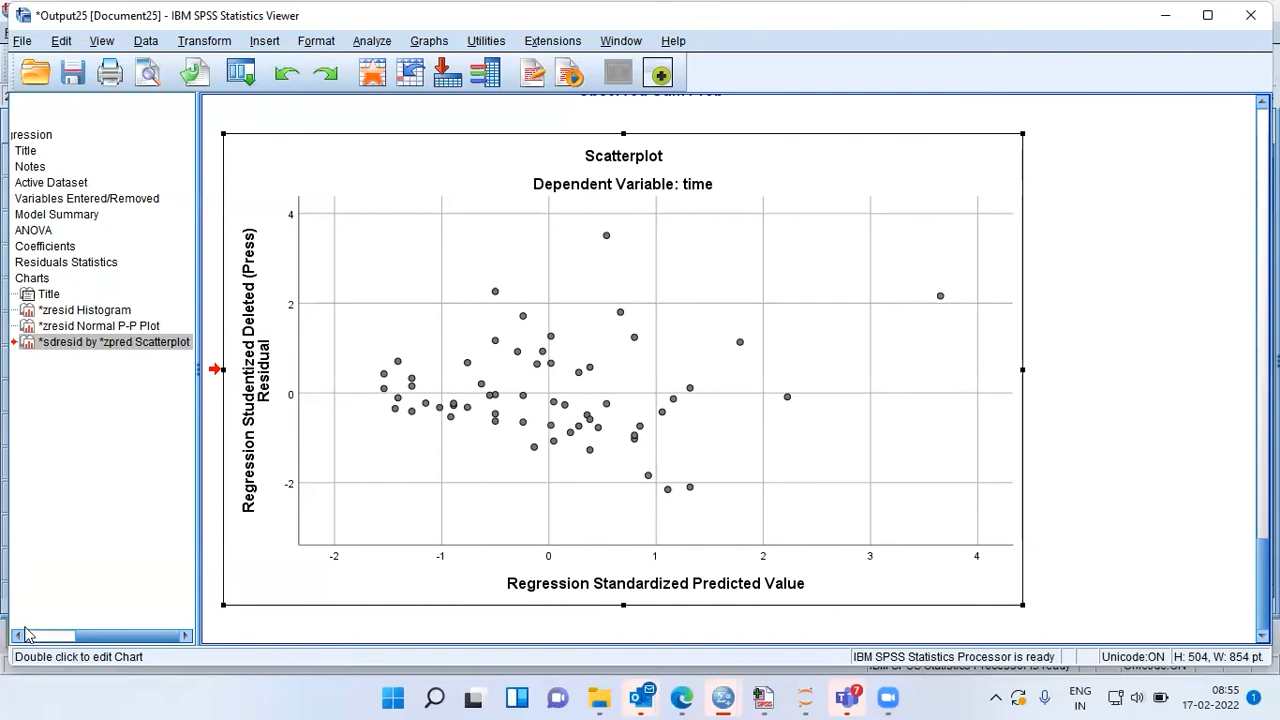 *Output25 [Document25] - IBM SPSS Statistics Viewer
File Edit View Data Transform Insert Format Analyze Graphs Utilities Extensions Window Help
ression
Title
Notes
Active Dataset
Variables Entered/Removed
Model Summary
ANOVA
Coefficients
Residuals Statistics
Charts
Title
*zresid Histogram
*zresid Normal P-P Plot
*sdresid by *zpred Scatterplot
Scatterplot
Dependent Variable: time
Regression Studentized Deleted (Press)
Residual
4
2
0
-2
-2 -1 0 1 2 3 4
Regression Standardized Predicted Value
Double click to edit Chart
IBM SPSS Statistics Processor is ready
Unicode:ON
H: 504, W: 854 pt.
SPSS
7
ENG
IN
08:55
17-02-2022
1